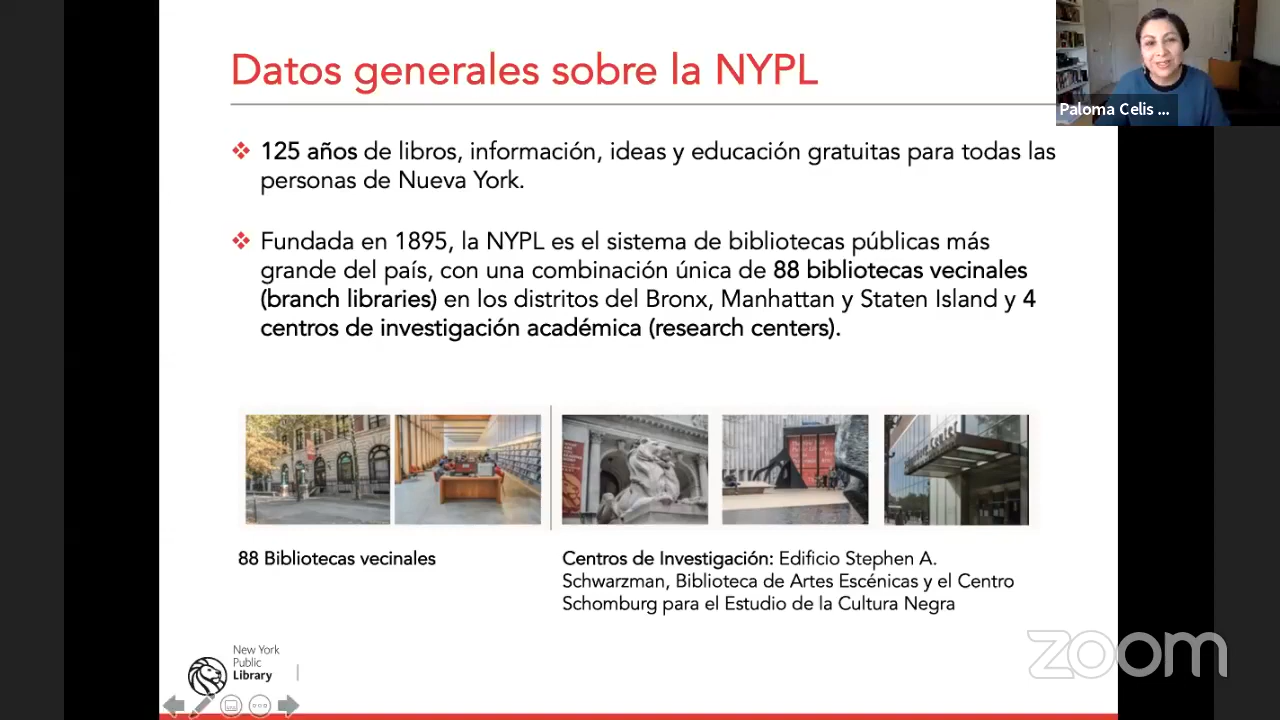 Datos generales sobre la NYPL
Paloma Celis ...
125 años de libros, información, ideas y educación gratuitas para todas las
personas de Nueva York.
Fundada en 1895, la NYPL es el sistema de bibliotecas públicas más
grande del país, con una combinación única de 88 bibliotecas vecinales
(branch libraries) en los distritos del Bronx, Manhattan y Staten Island y 4
centros de investigación académica (research centers).
88 Bibliotecas vecinales
Centros de Investigación: Edificio Stephen A.
Schwarzman, Biblioteca de Artes Escénicas y el Centro
Schomburg para el Estudio de la Cultura Negra
New York
Public
Library
zoom